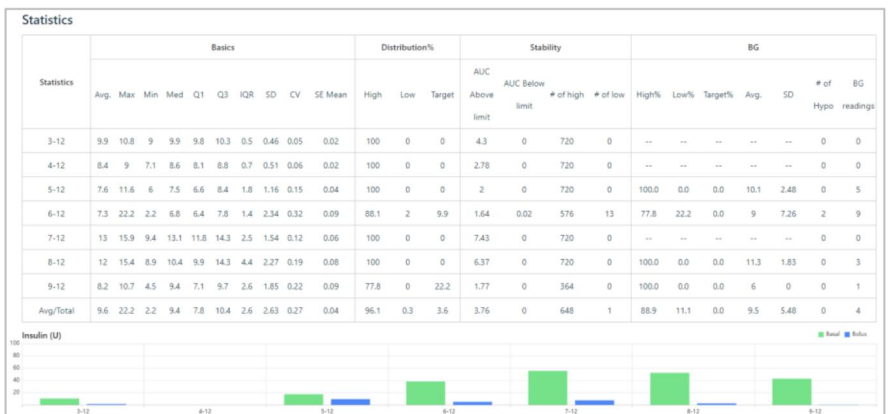 Statistics
Statistics Basics Distribution% Stability BG
Avg. Max Min Med Q1 Q3 IQR SD CV SE Mean High Low Target AUC Above limit AUC Below limit # of high # of low High% Low% Target% Avg. SD # of Hypo BG readings
3-12 9.9 10.8 9 9.9 9.8 10.3 0.5 0.46 0.05 0.02 100 0 0 4.3 0 720 0 -- -- -- -- -- 0 0
4-12 8.4 9 7.1 8.6 8.1 8.8 0.7 0.51 0.06 0.02 100 0 0 2.78 0 720 0 -- -- -- -- -- 0 0
5-12 7.6 11.6 6 7.5 6.6 8.4 1.8 1.16 0.15 0.04 100 0 0 2 0 720 0 100.0 0.0 0.0 10.1 2.48 0 5
6-12 7.3 22.2 2.2 6.8 6.4 7.8 1.4 2.34 0.32 0.09 88.1 2 9.9 1.64 0.02 576 13 77.8 22.2 0.0 9 7.26 2 9
7-12 13 15.9 9.4 13.1 11.8 14.3 2.5 1.54 0.12 0.06 100 0 0 7.43 0 720 0 -- -- -- -- -- 0 0
8-12 12 15.4 8.9 10.4 9.9 14.3 4.4 2.27 0.19 0.08 100 0 0 6.37 0 720 0 100.0 0.0 0.0 11.3 1.83 0 3
9-12 8.2 10.7 4.5 9.4 7.1 9.7 2.6 1.85 0.22 0.09 77.8 0 22.2 1.77 0 364 0 100.0 0.0 0.0 6 0 0 1
Avg/Total 9.6 22.2 2.2 9.4 7.8 10.4 2.6 2.63 0.27 0.04 96.1 0.3 3.6 3.76 0 648 1 88.9 11.1 0.0 9.5 5.48 0 4
Insulin (U) Basal Bolus
100
80
60
40
20
3-12 4-12 5-12 6-12 7-12 8-12 9-12